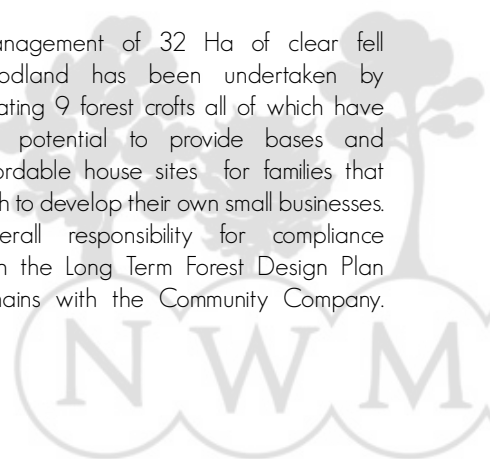 anagement of 32 Ha of clear fell
odland has been undertaken by
ating 9 forest crofts all of which have
potential to provide bases and
ordable house sites for families that
h to develop their own small businesses.
erall responsibility for compliance
n the Long Term Forest Design Plan
nains with the Community Company.
NWM